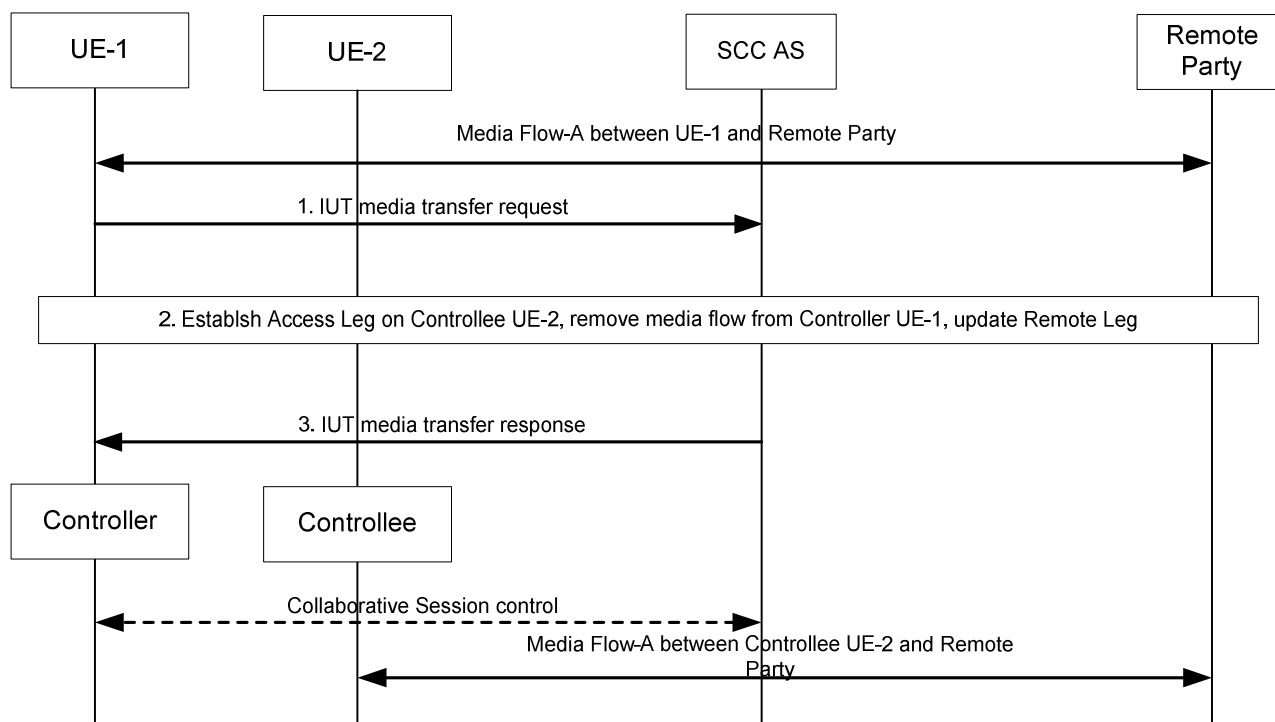 UE-1
UE-2
SCC AS
Remote
Party
Media Flow-A between UE-1 and Remote Party
1. IUT media transfer request
2. Establsh Access Leg on Controllee UE-2, remove media flow from Controller UE-1, update Remote Leg
3. IUT media transfer response
Controller
Controllee
Collaborative Session control
Media Flow-A between Controllee UE-2 and Remote
Party